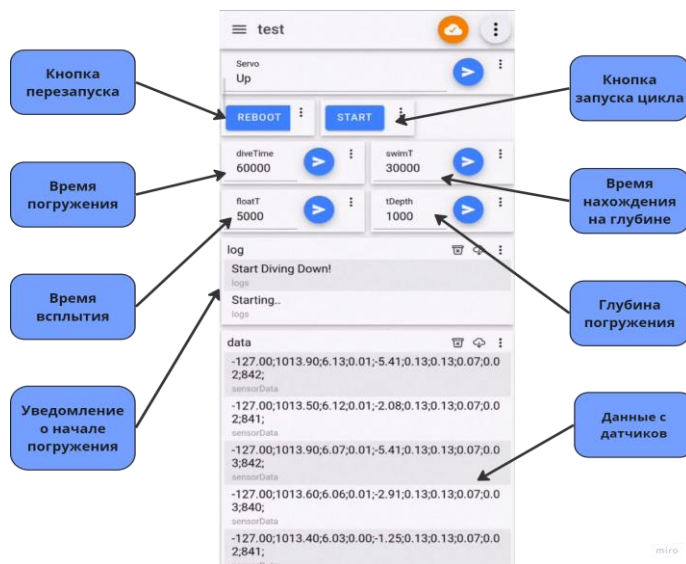 test
Servo
Up
Кнопка
перезапуска
Кнопка
запуска цикла
REBOOT
START
diveTime
60000
swimT
30000
Время
погружения
Время
нахождения
на глубине
floatT
5000
tDepth
1000
Время
всплытия
Глубина
погружения
log
Start Diving Down!
logs
Starting..
logs
Уведомление
о начале
погружения
data
-127.00;1013.90;6.13;0.01;-5.41;0.13;0.13;0.07;0.0
2;842;
sensorData
-127.00;1013.50;6.12;0.01;-2.08;0.13;0.13;0.07;0.0
2;841;
sensorData
-127.00;1013.90;6.07;0.01;-5.41;0.13;0.13;0.07;0.0
3;842;
sensorData
-127.00;1013.60;6.06;0.01;-2.91;0.13;0.13;0.07;0.0
3;840;
sensorData
-127.00;1013.40;6.03;0.00;-1.25;0.13;0.13;0.07;0.0
2;841;
sensorData
Данные с
датчиков
miro